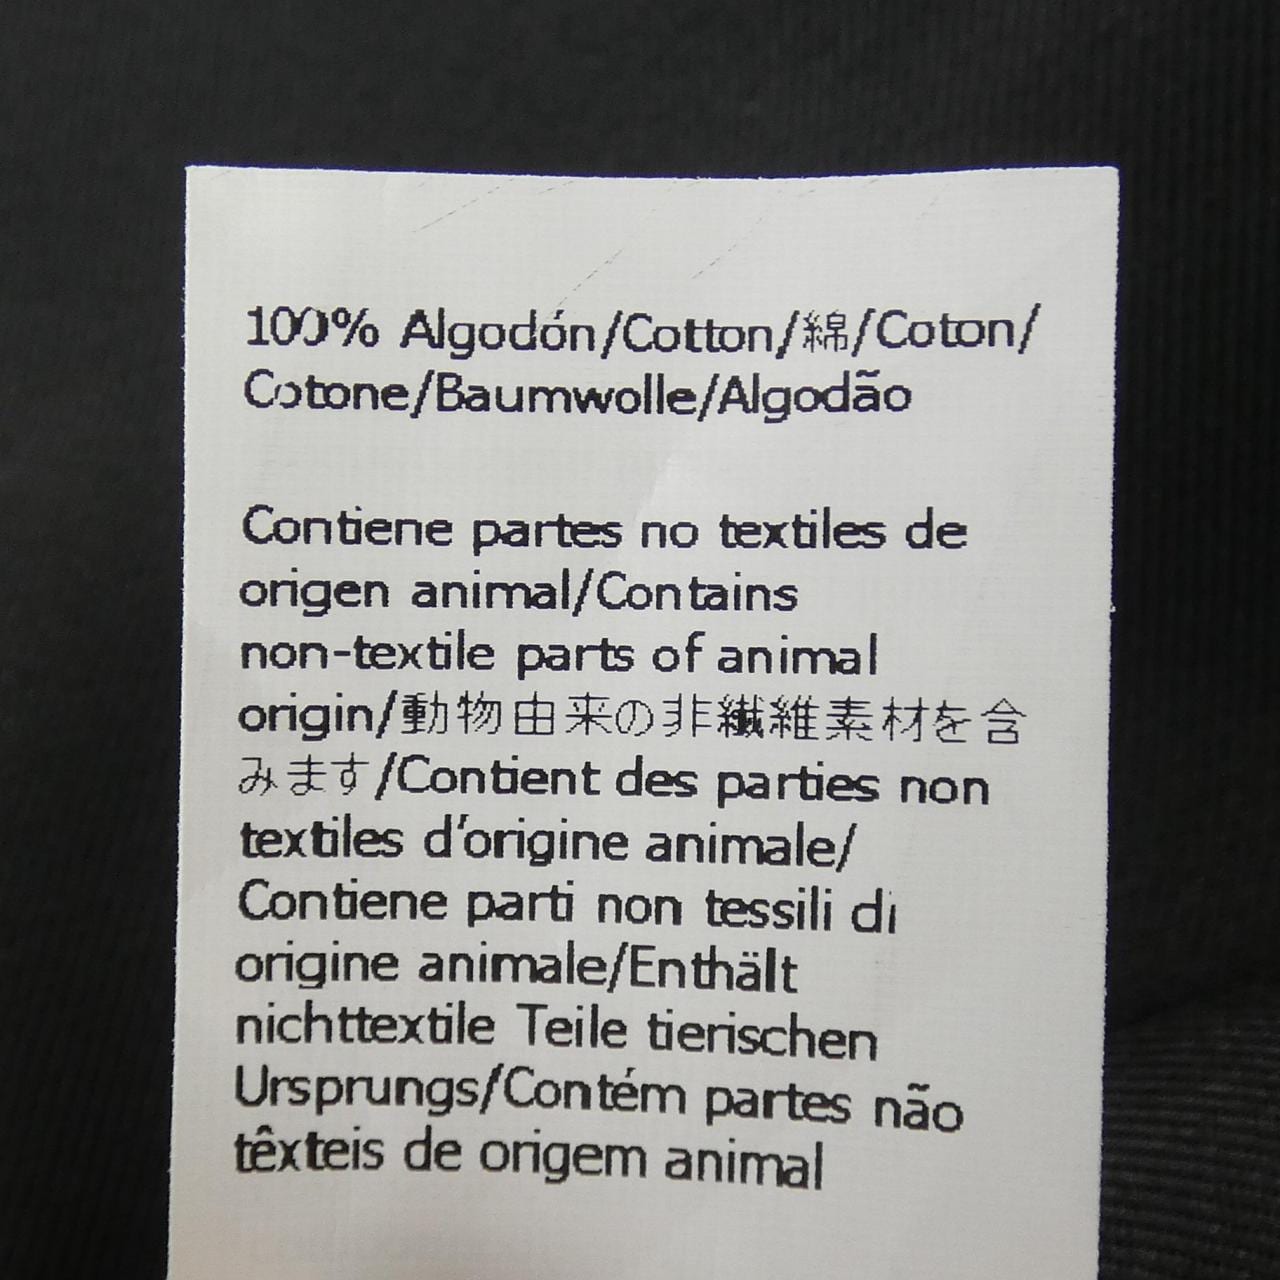 100% Algodón/Cotton/綿/Coton/
Cotone/Baumwolle/Algodão
Contiene partes no textiles de
origen animal/Contains
non-textile parts of animal
origin/動物由来の非繊維素材を含
みます/Contient des parties non
textiles d'origine animale/
Contiene parti non tessili di
origine animale/Enthält
nichttextile Teile tierischen
Ursprungs/Contém partes não
têxteis de origem animal